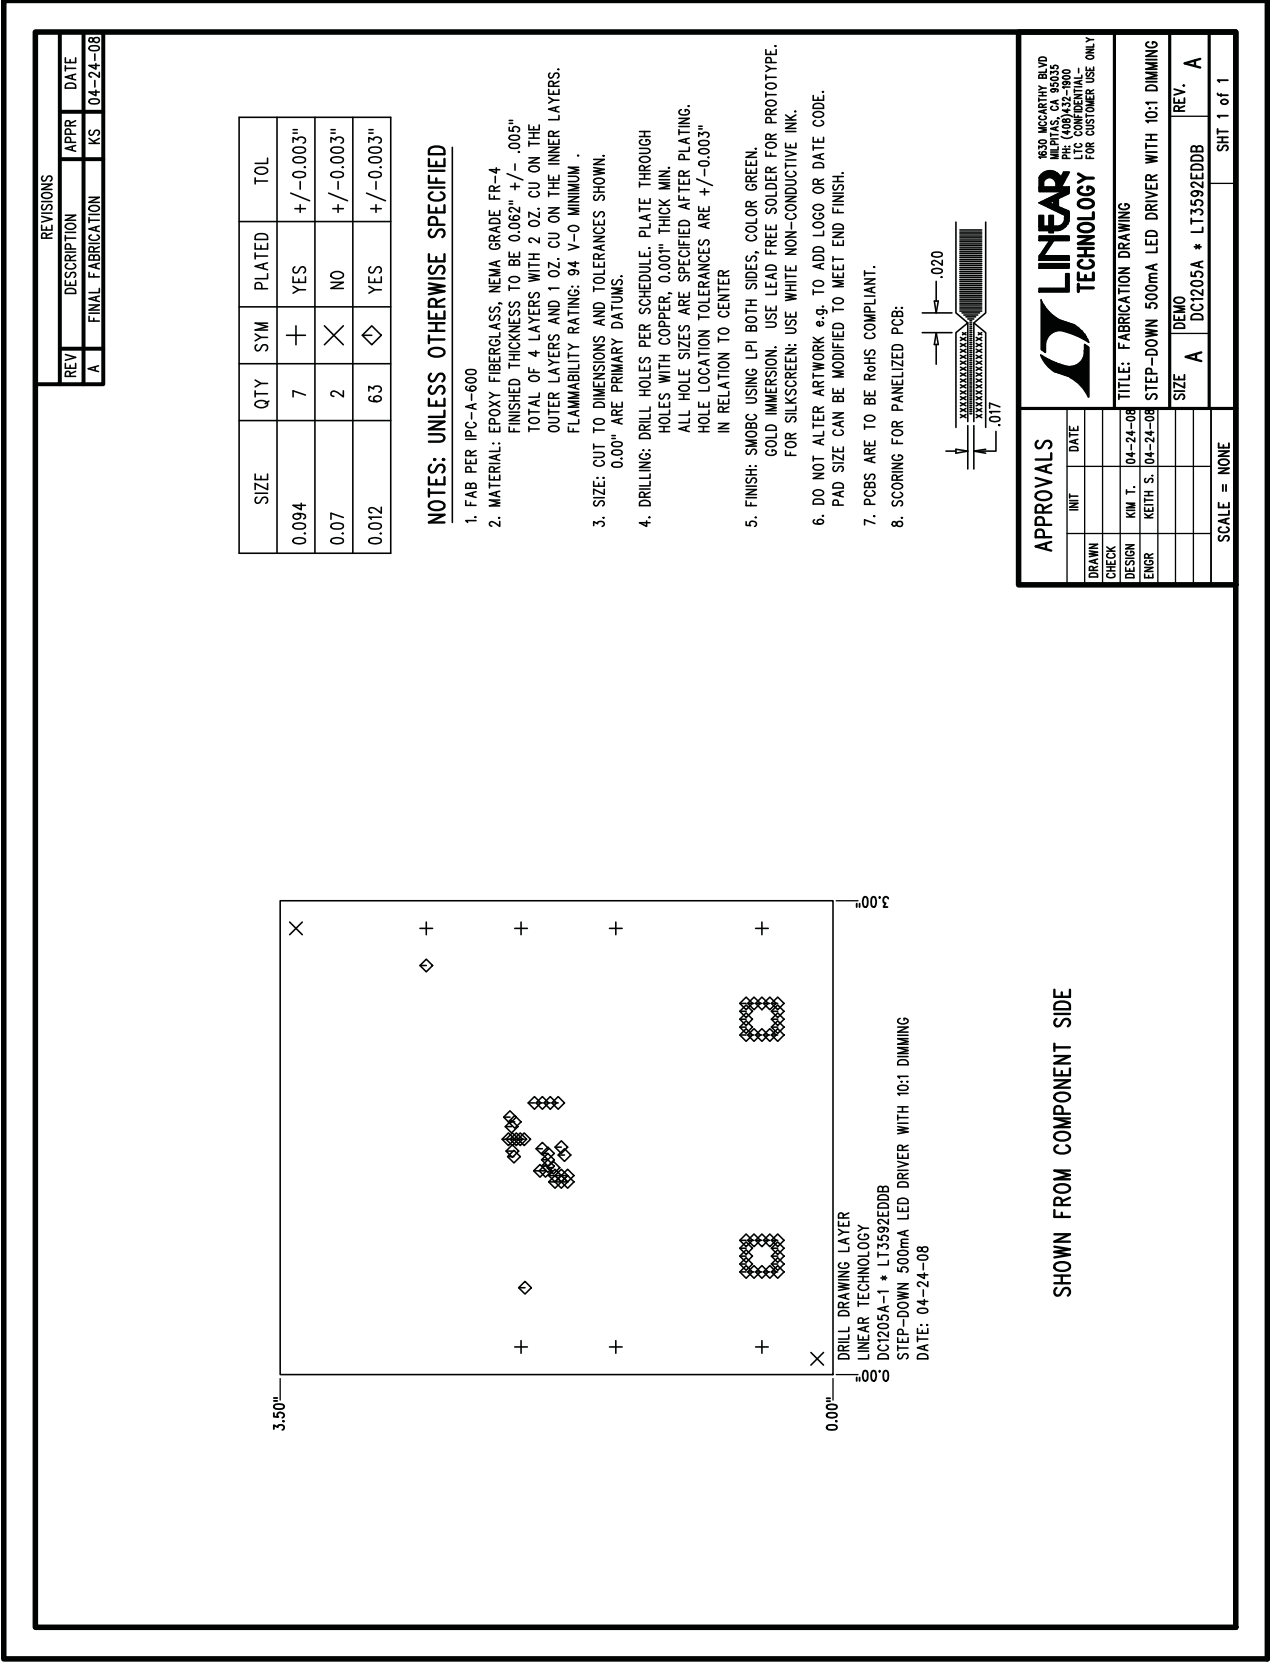 REVISIONS
REV DESCRIPTION APPR DATE
A FINAL FABRICATION KS 04-24-08
SIZE QTY SYM PLATED TOL
0.094 7 YES +/-0.003"
0.07 2 NO +/-0.003"
0.012 63 YES +/-0.003"
NOTES: UNLESS OTHERWISE SPECIFIED
1. FAB PER IPC-A-600
2. MATERIAL: EPOXY FIBERGLASS, NEMA GRADE FR-4
FINISHED THICKNESS TO BE 0.062" +/- .005"
TOTAL OF 4 LAYERS WITH 2 OZ. CU ON THE
OUTER LAYERS AND 1 OZ. CU ON THE INNER LAYERS.
FLAMMABILITY RATING: 94 V-O MINIMUM .
3. SIZE: CUT TO DIMENSIONS AND TOLERANCES SHOWN.
0.00" ARE PRIMARY DATUMS.
4. DRILLING: DRILL HOLES PER SCHEDULE. PLATE THROUGH
HOLES WITH COPPER, 0.001" THICK MIN.
ALL HOLE SIZES ARE SPECIFIED AFTER PLATING.
HOLE LOCATION TOLERANCES ARE +/-0.003"
IN RELATION TO CENTER
5. FINISH: SMOBC USING LPI BOTH SIDES, COLOR GREEN.
GOLD IMMERSION. USE LEAD FREE SOLDER FOR PROTOTYPE.
FOR SILKSCREEN: USE WHITE NON-CONDUCTIVE INK.
6. DO NOT ALTER ARTWORK e.g. TO ADD LOGO OR DATE CODE.
PAD SIZE CAN BE MODIFIED TO MEET END FINISH.
7. PCBS ARE TO BE RoHS COMPLIANT.
8. SCORING FOR PANELIZED PCB:
.020
.017
3.50"
0.00"
0.00"
3.00"
DRILL DRAWING LAYER
LINEAR TECHNOLOGY
DC1205A-1 * LT3592EDDB
STEP-DOWN 500mA LED DRIVER WITH 10:1 DIMMING
DATE: 04-24-08
SHOWN FROM COMPONENT SIDE
APPROVALS
INIT DATE
DRAWN
CHECK
DESIGN KIM T. 04-24-08
ENGR KEITH S. 04-24-08
SCALE = NONE
LINEAR
TECHNOLOGY
1630 MCCARTHY BLVD
MILPITAS, CA 95035
PH: (408)432-1900
LTC CONFIDENTIAL-
FOR CUSTOMER USE ONLY
TITLE: FABRICATION DRAWING
STEP-DOWN 500mA LED DRIVER WITH 10:1 DIMMING
SIZE A
DEMO
DC1205A * LT3592EDDB
REV. A
SHT 1 of 1